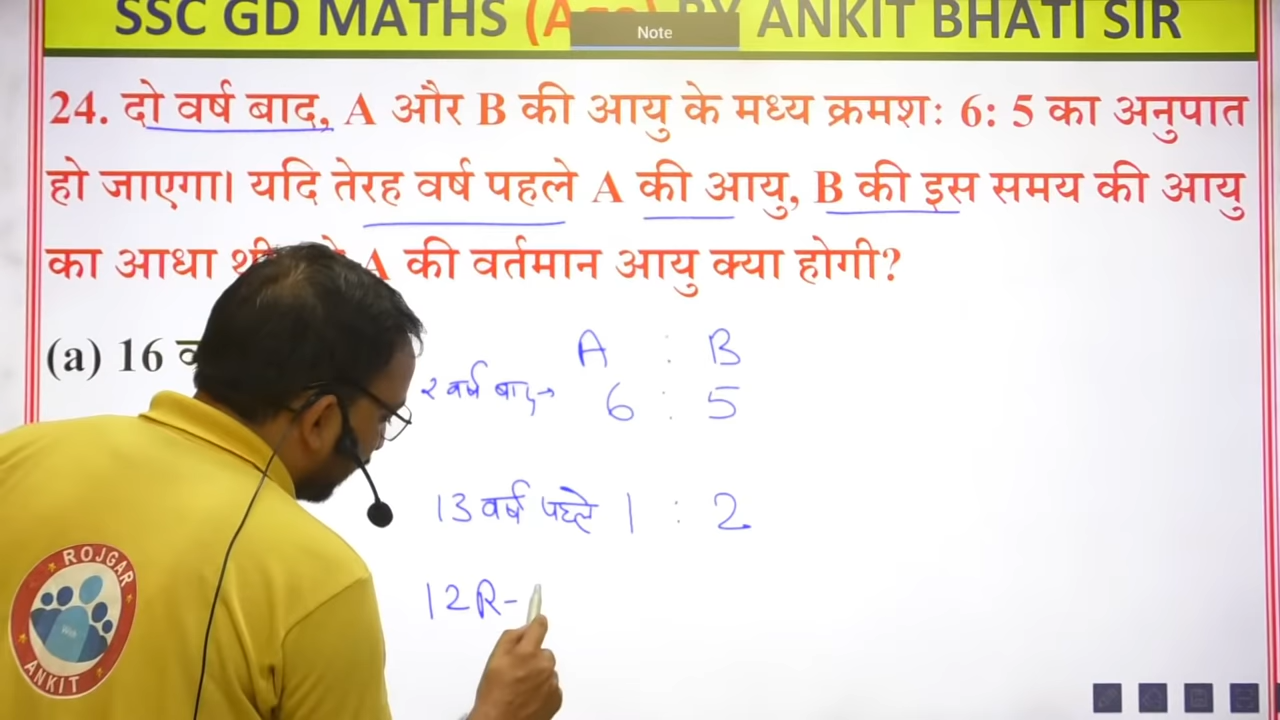 SSC GD MATHS (Age) BY ANKIT BHATI SIR
Note
24. दो वर्ष बाद, A और B की आयु के मध्य क्रमशः 6: 5 का अनुपात
हो जाएगा। यदि तेरह वर्ष पहले A की आयु, B की इस समय की आयु
का आधा थी A की वर्तमान आयु क्या होगी?
(a) 16
A : B
2 वर्ष बाद→ 6 : 5
13 वर्ष पहले 1 : 2
12R-
ROJGAR
With
ANKIT